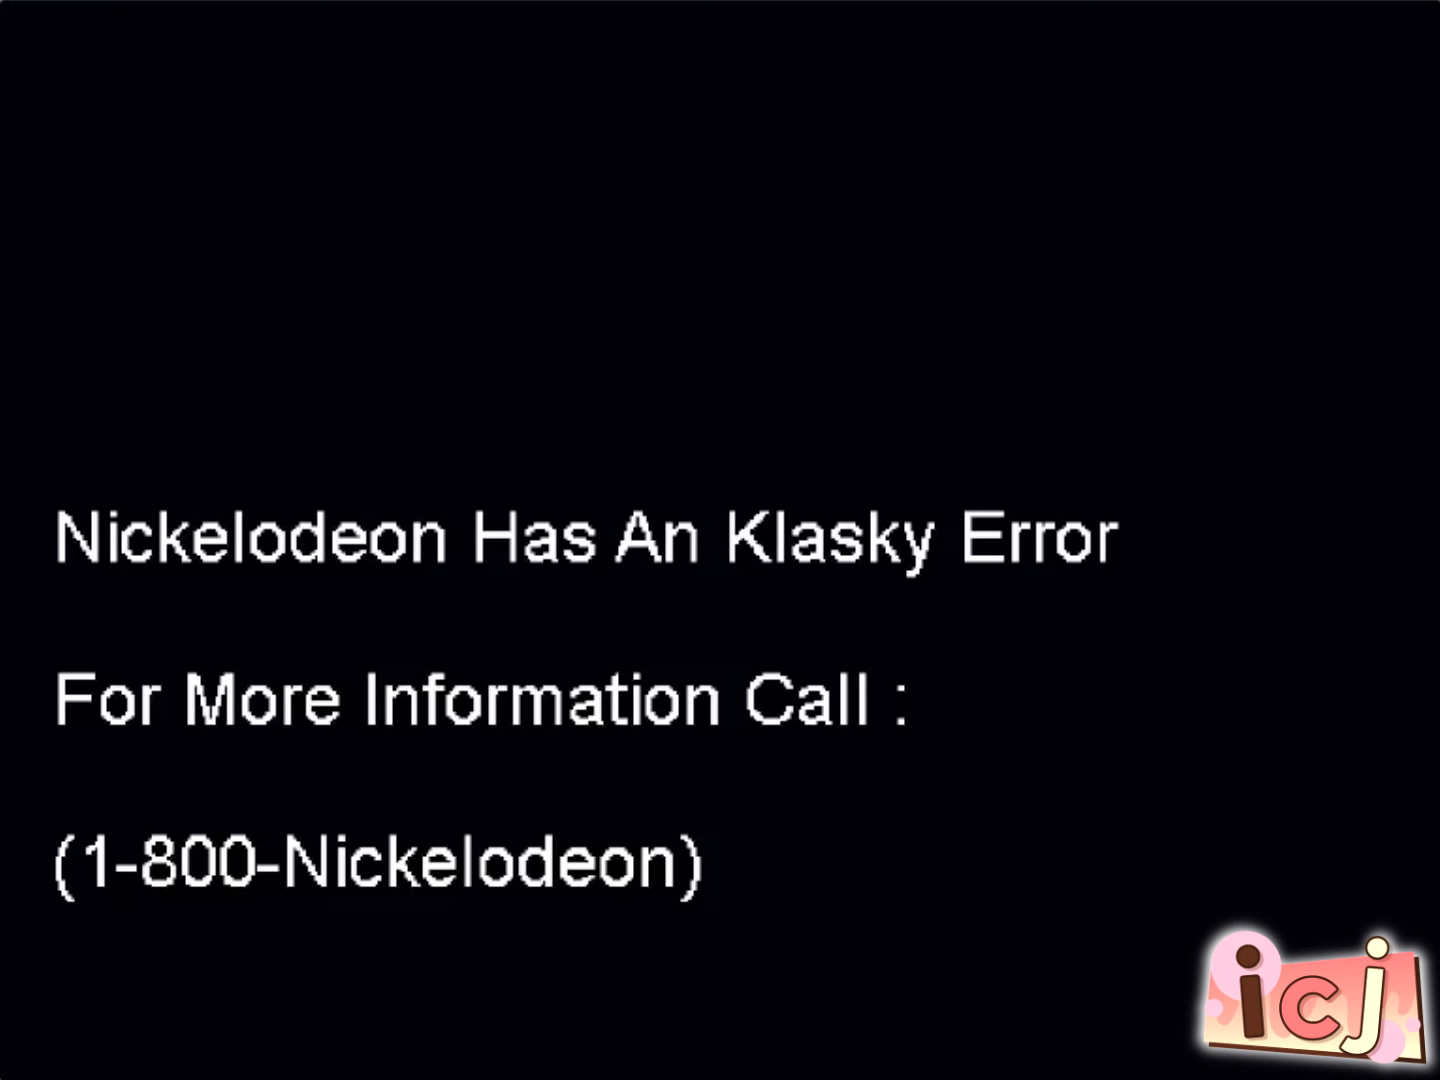 Nickelodeon Has An Klasky Error
For More Information Call :
(1-800-Nickelodeon)
icj